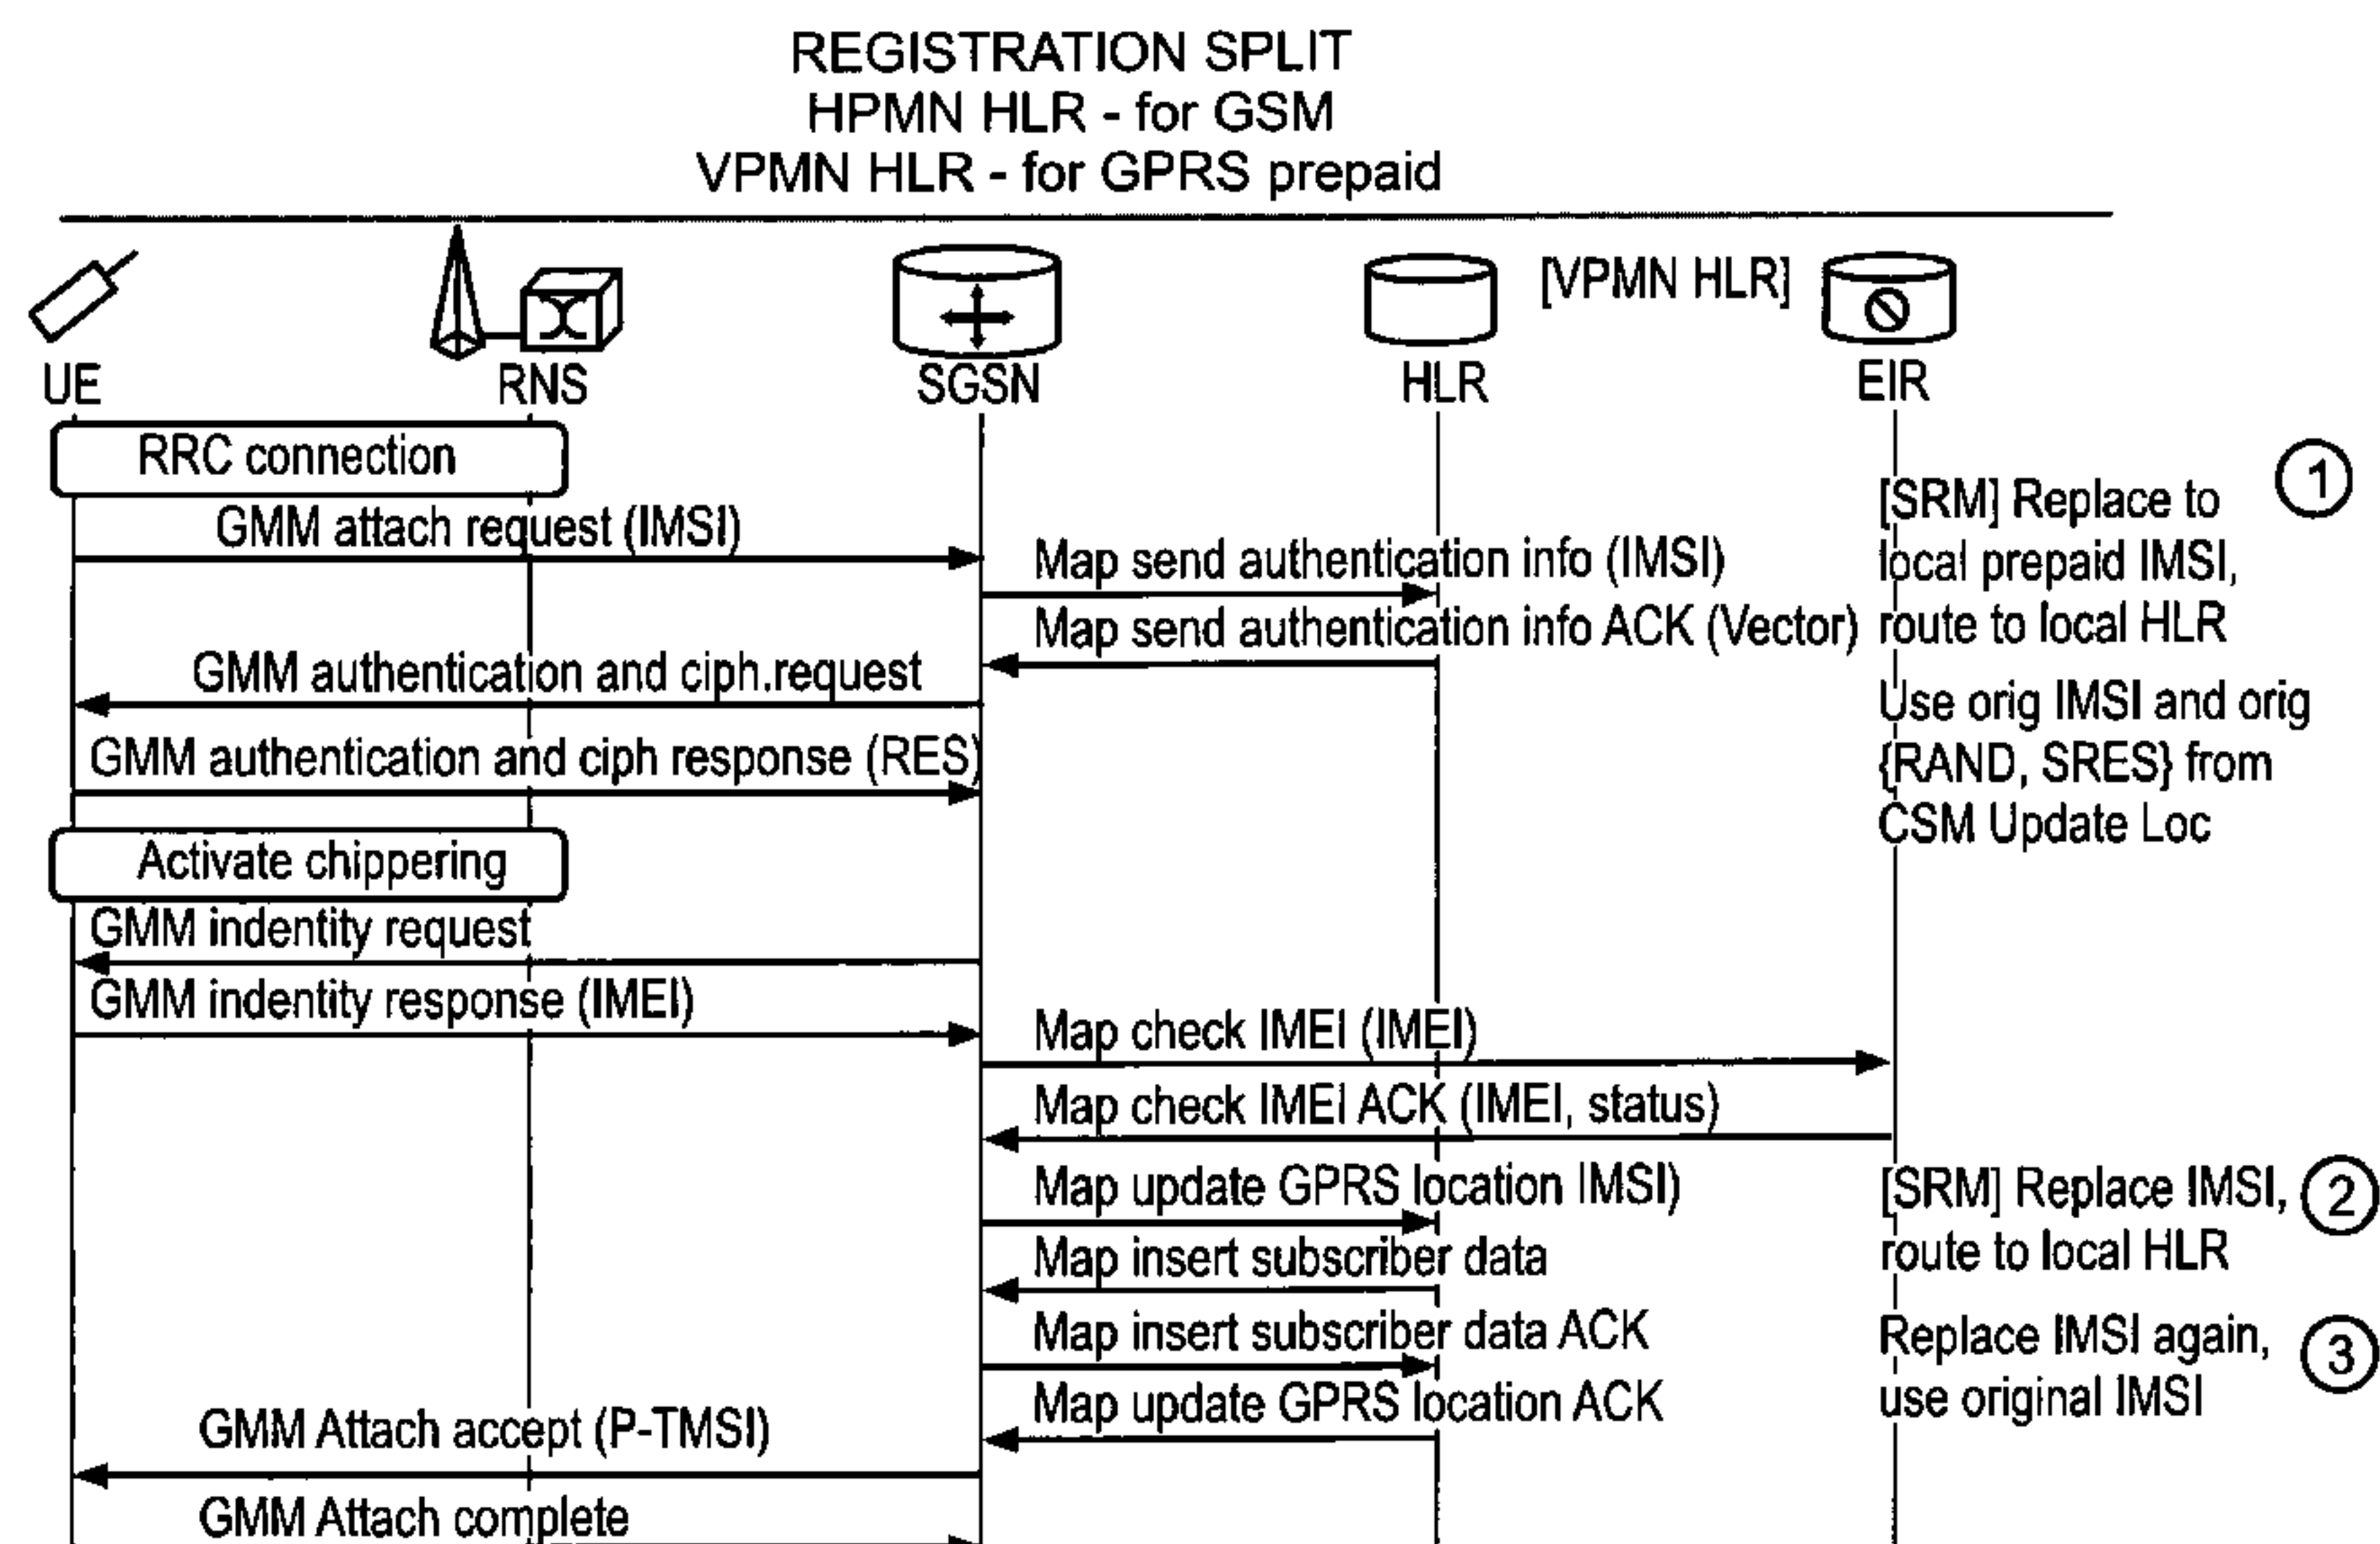 REGISTRATION SPLIT
HPMN HLR - for GSM
VPMN HLR - for GPRS prepaid
[VPMN HLR]
UE
RNS
SGSN
HLR
EIR
RRC connection
[SRM] Replace to
local prepaid IMSI,
route to local HLR
1
GMM attach request (IMSI)
Map send authentication info (IMSI)
Map send authentication info ACK (Vector)
GMM authentication and ciph.request
Use orig IMSI and orig
{RAND, SRES} from
CSM Update Loc
GMM authentication and ciph response (RES)
Activate chippering
GMM indentity request
GMM indentity response (IMEI)
Map check IMEI (IMEI)
Map check IMEI ACK (IMEI, status)
Map update GPRS location IMSI)
[SRM] Replace IMSI,
route to local HLR
2
Map insert subscriber data
Map insert subscriber data ACK
Replace IMSI again,
use original IMSI
3
Map update GPRS location ACK
GMM Attach accept (P-TMSI)
GMM Attach complete